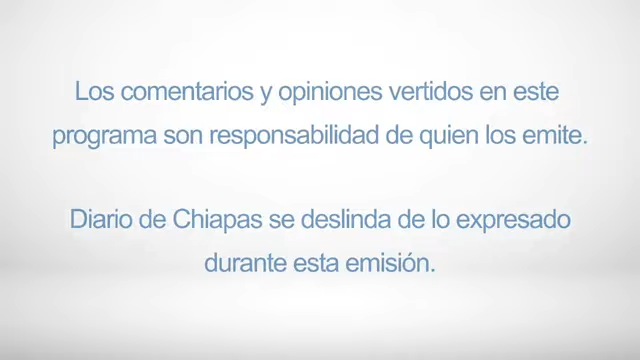 Los comentarios y opiniones vertidos en este
programa son responsabilidad de quien los emite.
Diario de Chiapas se deslinda de lo expresado
durante esta emisión.